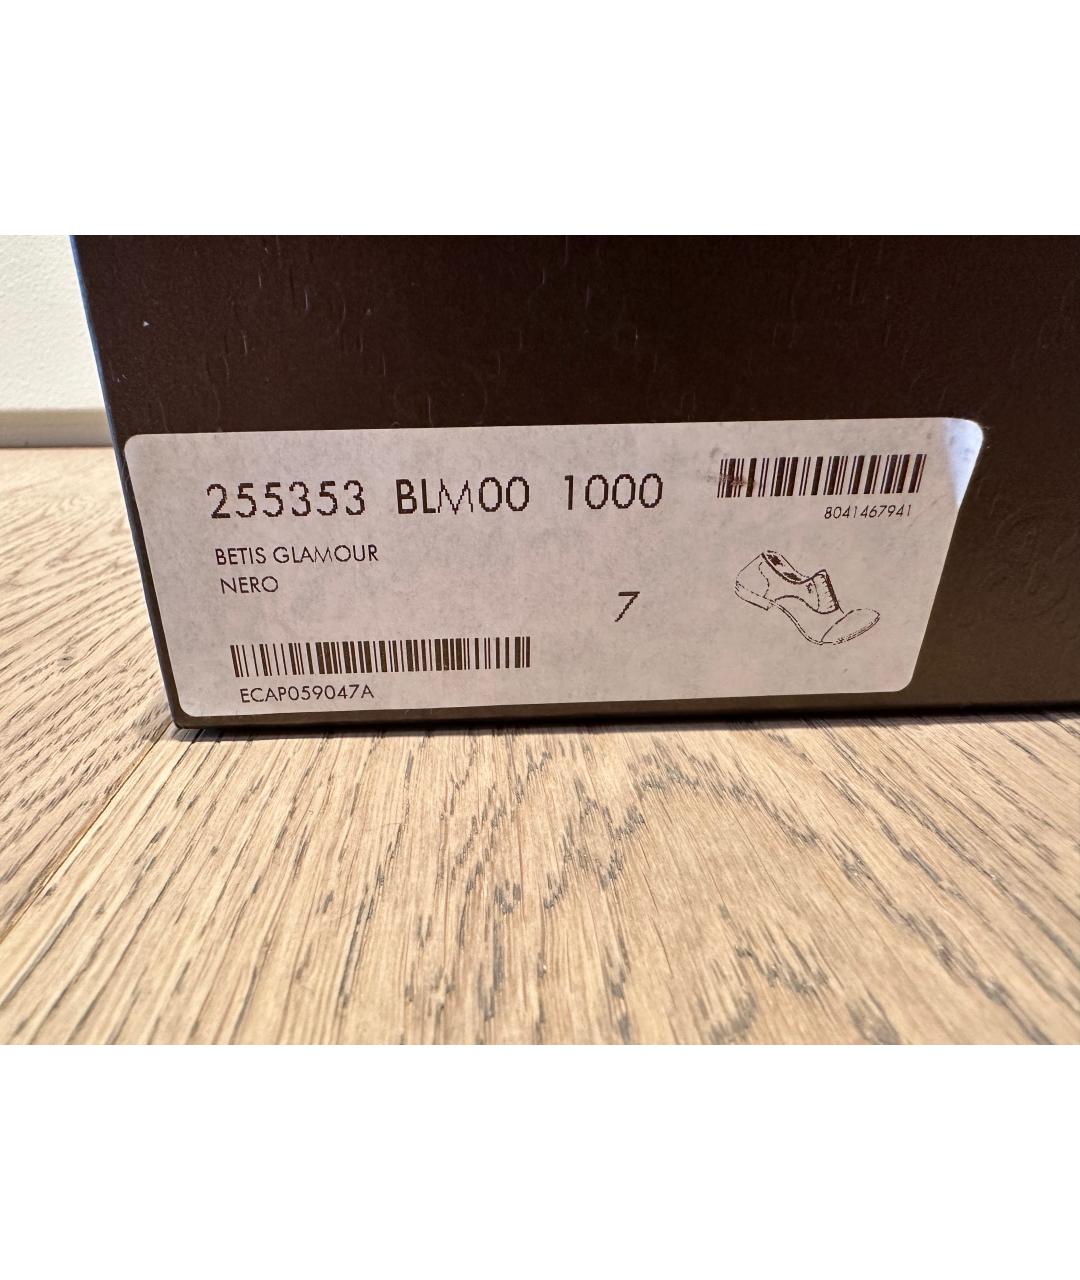 255353 BLM00 1000
8041467941
BETIS GLAMOUR
NERO
7
ECAP059047A